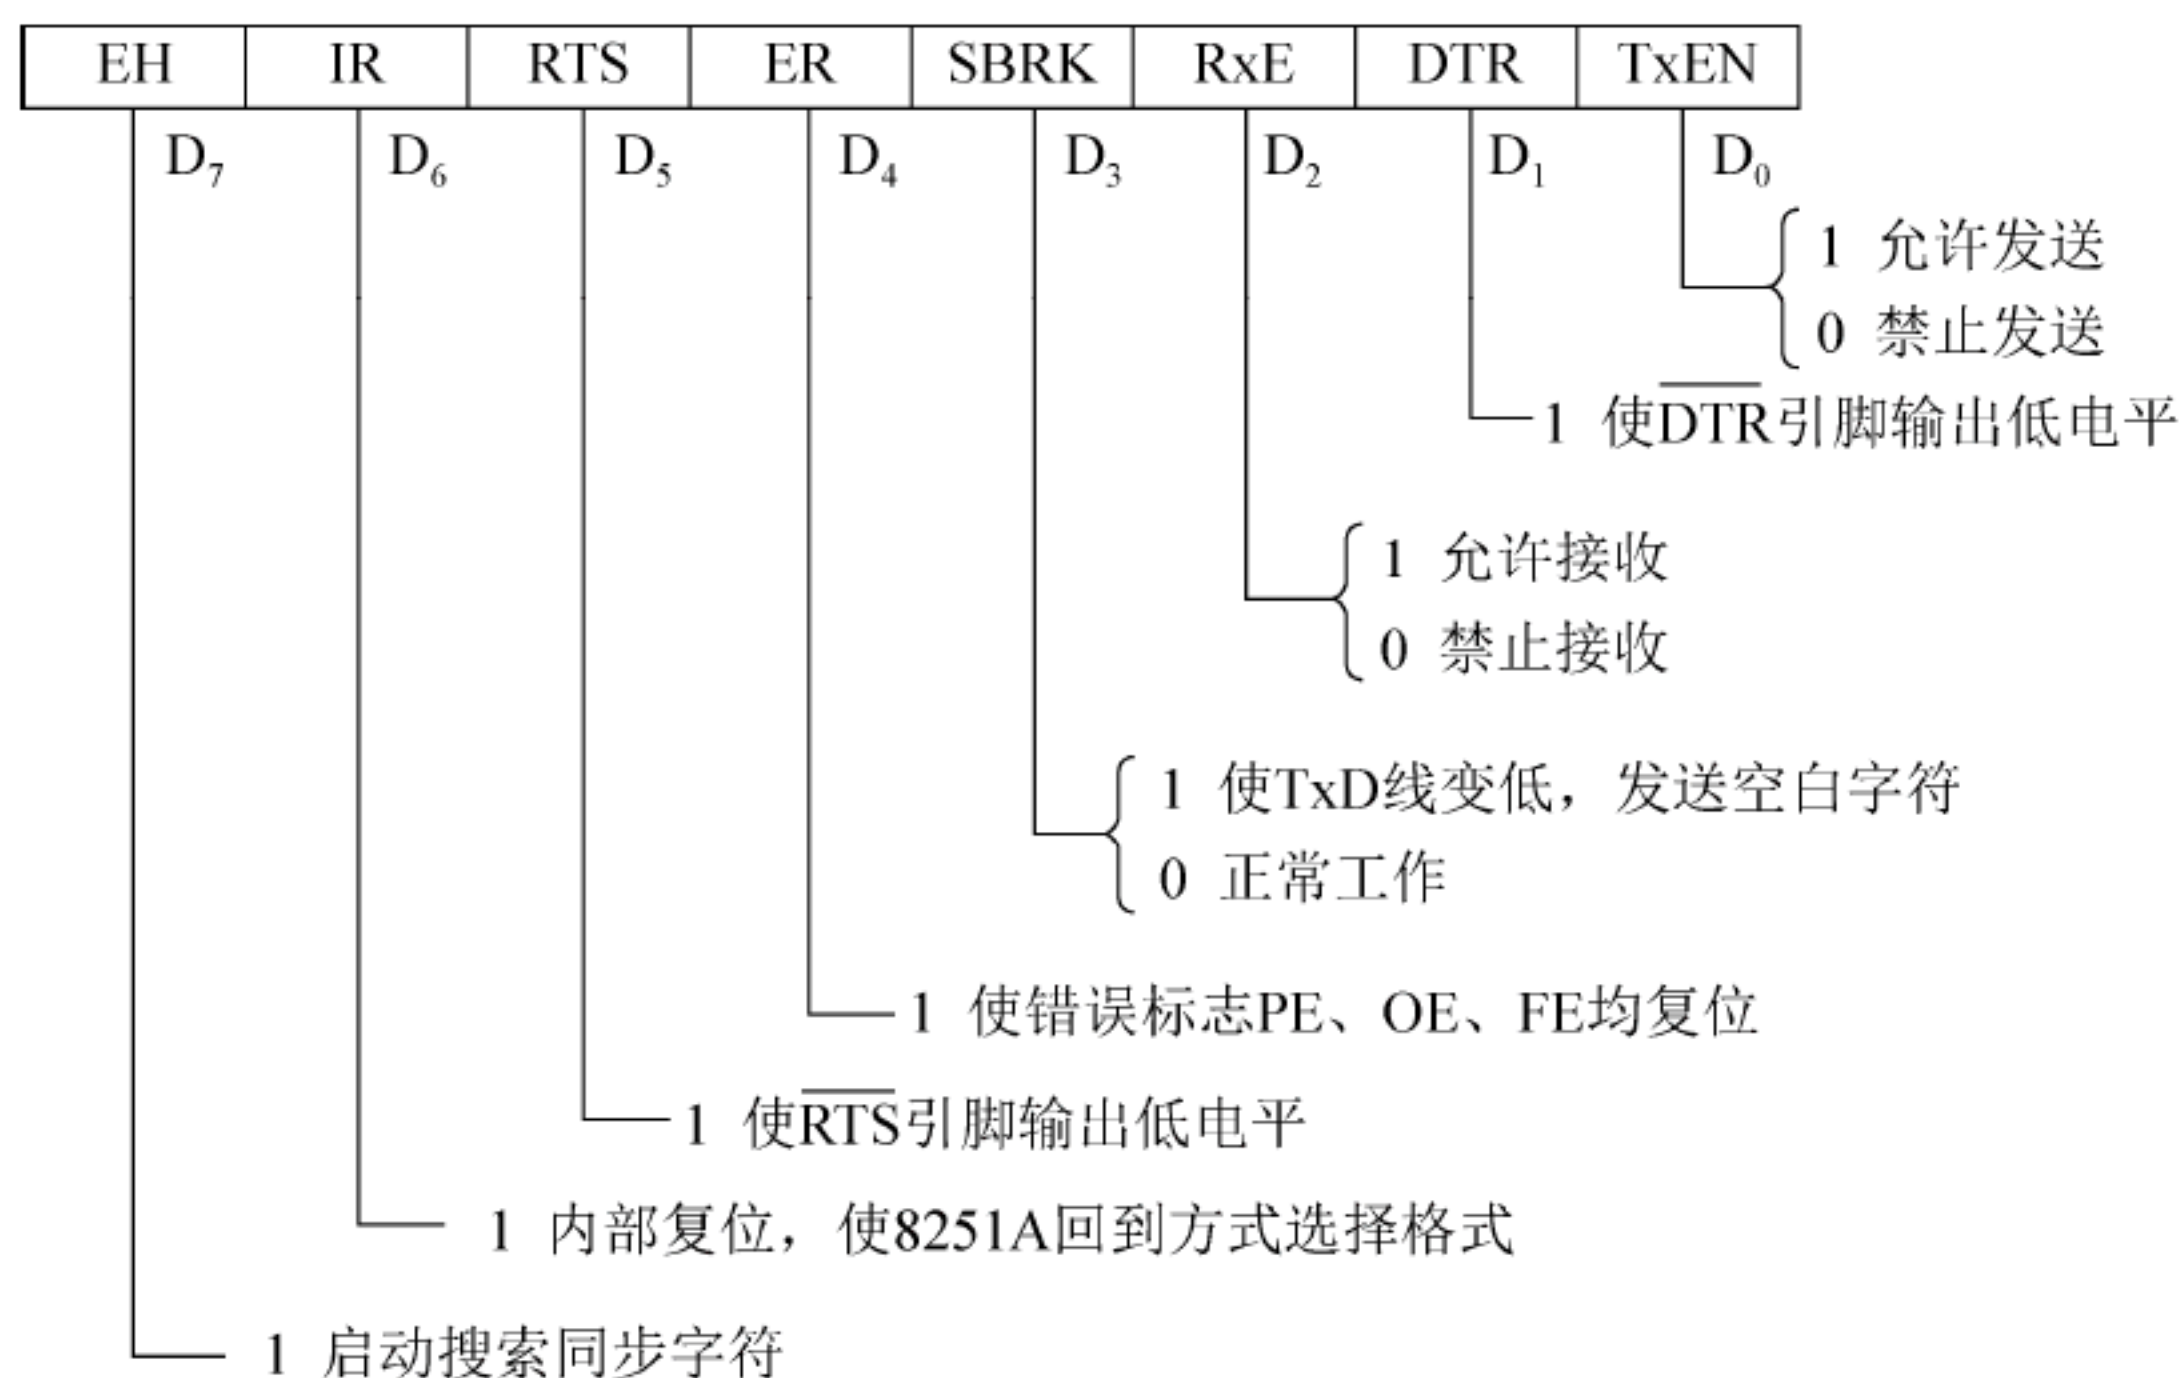 EH IR RTS ER SBRK RxE DTR TxEN
D₇ D₆ D₅ D₄ D₃ D₂ D₁ D₀
1 允许发送
0 禁止发送
1 使D̅T̅R̅引脚输出低电平
1 允许接收
0 禁止接收
1 使TxD线变低，发送空白字符
0 正常工作
1 使错误标志PE、OE、FE均复位
1 使R̅T̅S̅引脚输出低电平
1 内部复位，使8251A回到方式选择格式
1 启动搜索同步字符